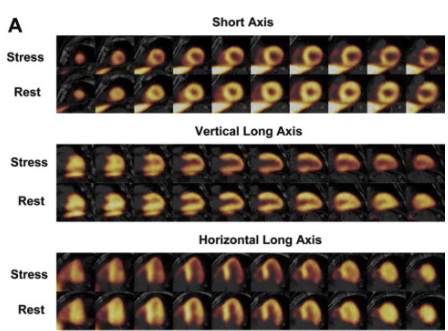 A
Short Axis
Stress
Rest
Vertical Long Axis
Stress
Rest
Horizontal Long Axis
Stress
Rest